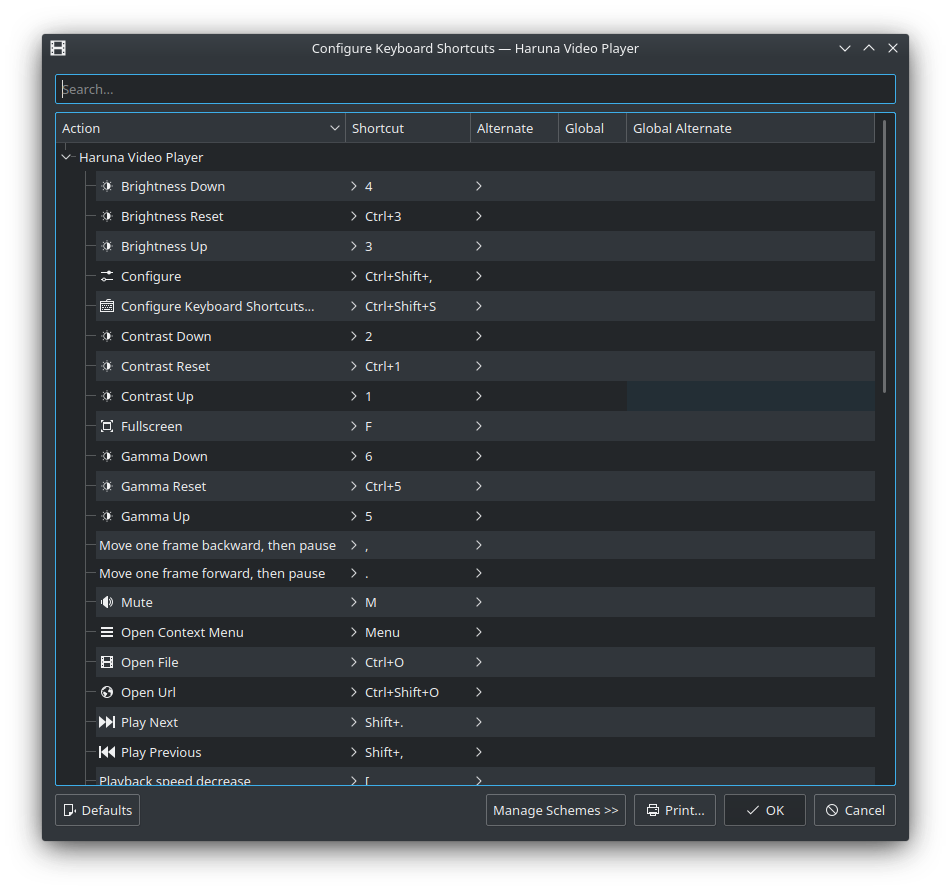 Configure Keyboard Shortcuts — Haruna Video Player
Search...
Action Shortcut Alternate Global Global Alternate
Haruna Video Player
Brightness Down 4
Brightness Reset Ctrl+3
Brightness Up 3
Configure Ctrl+Shift+,
Configure Keyboard Shortcuts... Ctrl+Shift+S
Contrast Down 2
Contrast Reset Ctrl+1
Contrast Up 1
Fullscreen F
Gamma Down 6
Gamma Reset Ctrl+5
Gamma Up 5
Move one frame backward, then pause ,
Move one frame forward, then pause .
Mute M
Open Context Menu Menu
Open File Ctrl+O
Open Url Ctrl+Shift+O
Play Next Shift+.
Play Previous Shift+,
Playback speed decrease [
Defaults Manage Schemes >> Print... OK Cancel